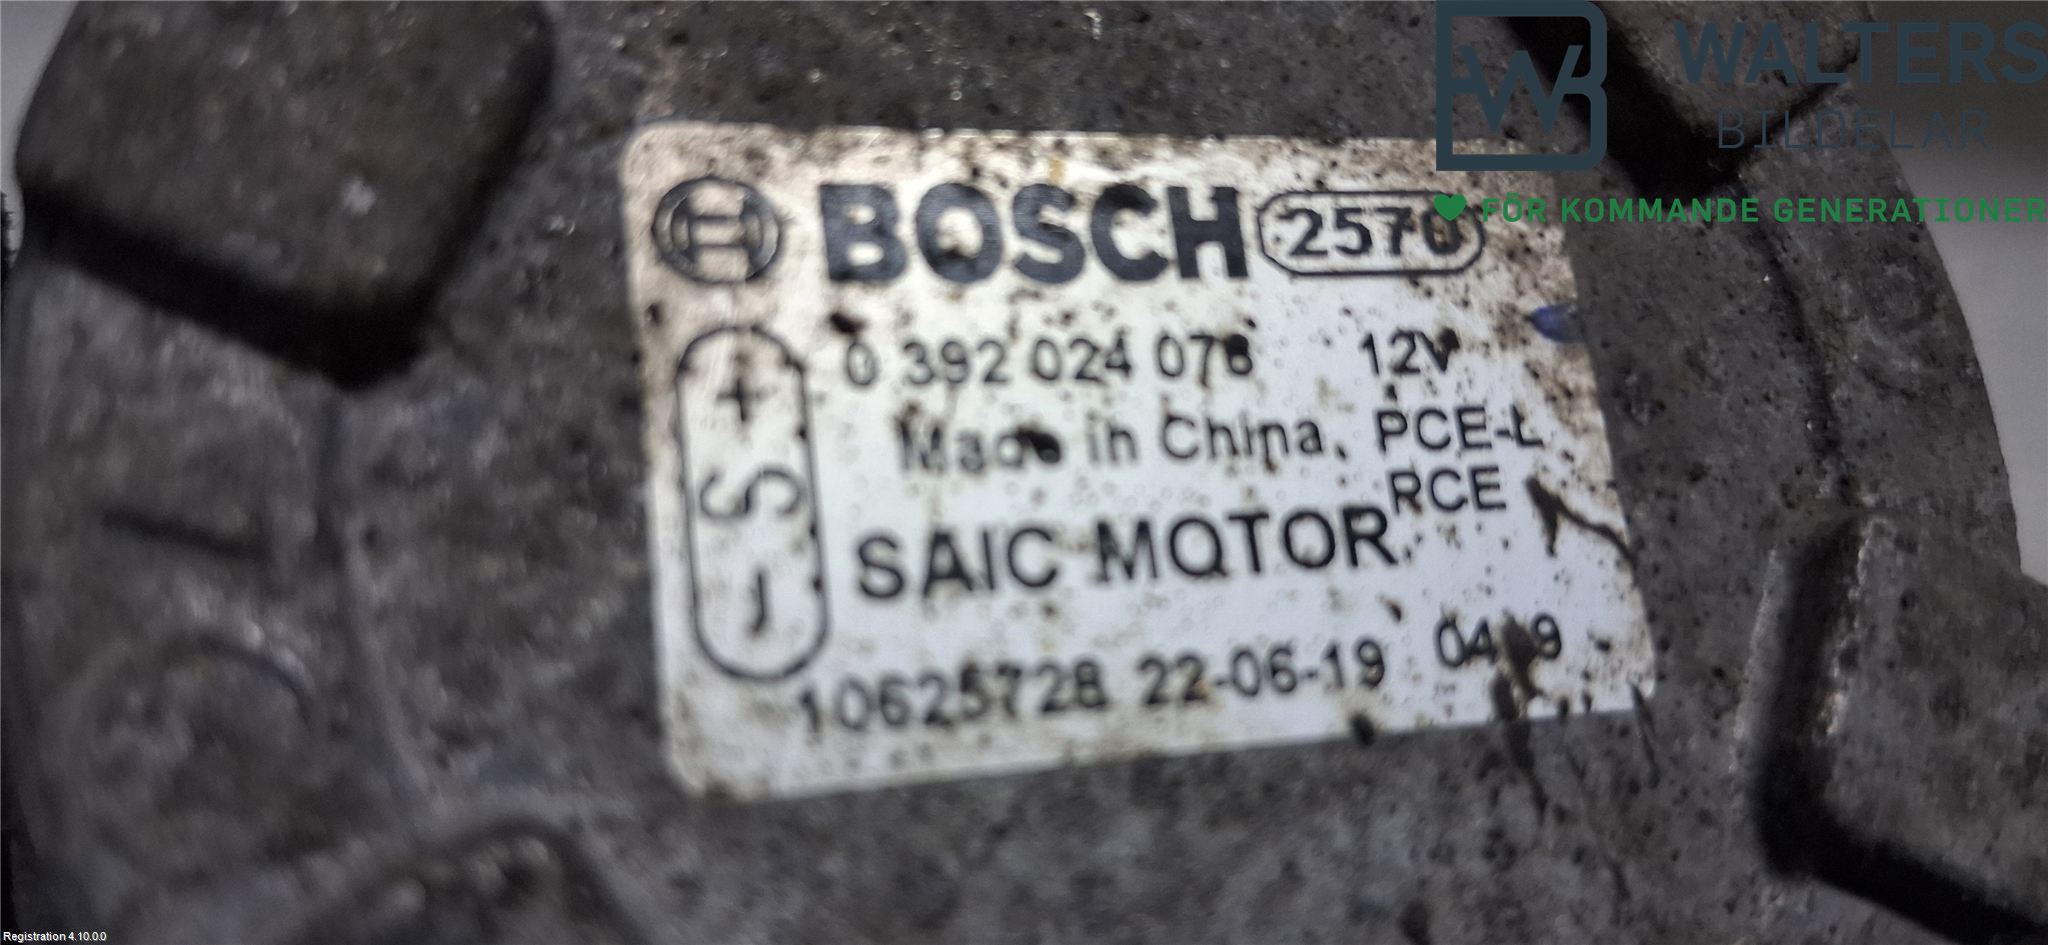 WALTERS
BILDELAR
FÖR KOMMANDE GENERATIONER
BOSCH 2570
0 392 024 078 12V
Made in China, PCE-L
RCE
SAIC MOTOR
+ S -
10625728 22-06-19
Registration 4.10.0.0